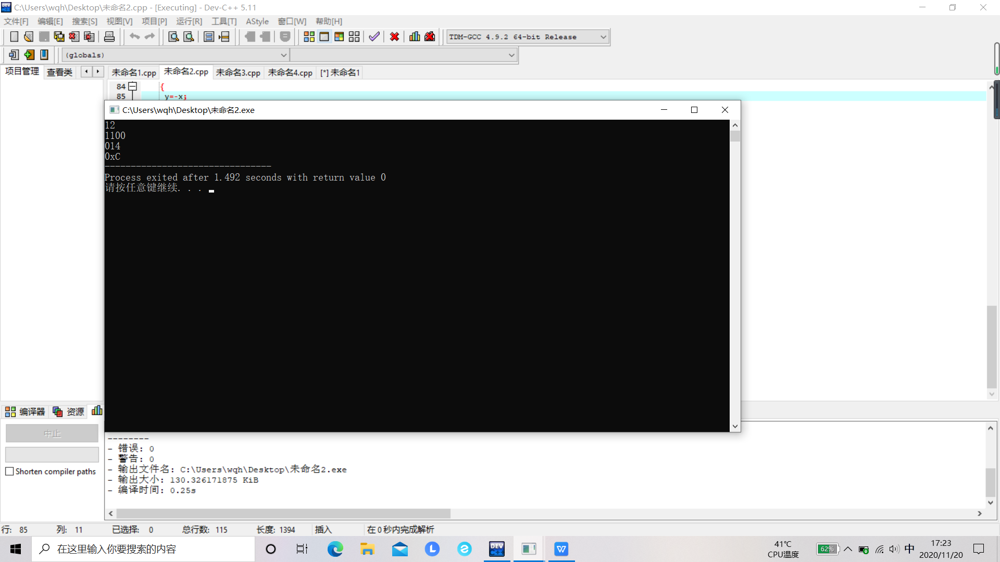 C:\Users\wqh\Desktop\未命名2.cpp - [Executing] - Dev-C++ 5.11
文件[F] 编辑[E] 搜索[S] 视图[V] 项目[P] 运行[R] 工具[T] AStyle 窗口[W] 帮助[H]
TDM-GCC 4.9.2 64-bit Release
(globals)
项目管理 查看类 未命名1.cpp 未命名2.cpp 未命名3.cpp 未命名4.cpp [*] 未命名1
84 {
85 y=-x;
C:\Users\wqh\Desktop\未命名2.exe
12
1100
014
0xC
--------------------------------
Process exited after 1.492 seconds with return value 0
请按任意键继续. . .
编译器 资源
中止
Shorten compiler paths
--------
- 错误: 0
- 警告: 0
- 输出文件名: C:\Users\wqh\Desktop\未命名2.exe
- 输出大小: 130.326171875 KiB
- 编译时间: 0.25s
行: 85 列: 11 已选择: 0 总行数: 115 长度: 1394 插入 在 0 秒内完成解析
在这里输入你要搜索的内容
DEV C++
41℃
CPU温度
62%
中
17:23
2020/11/20